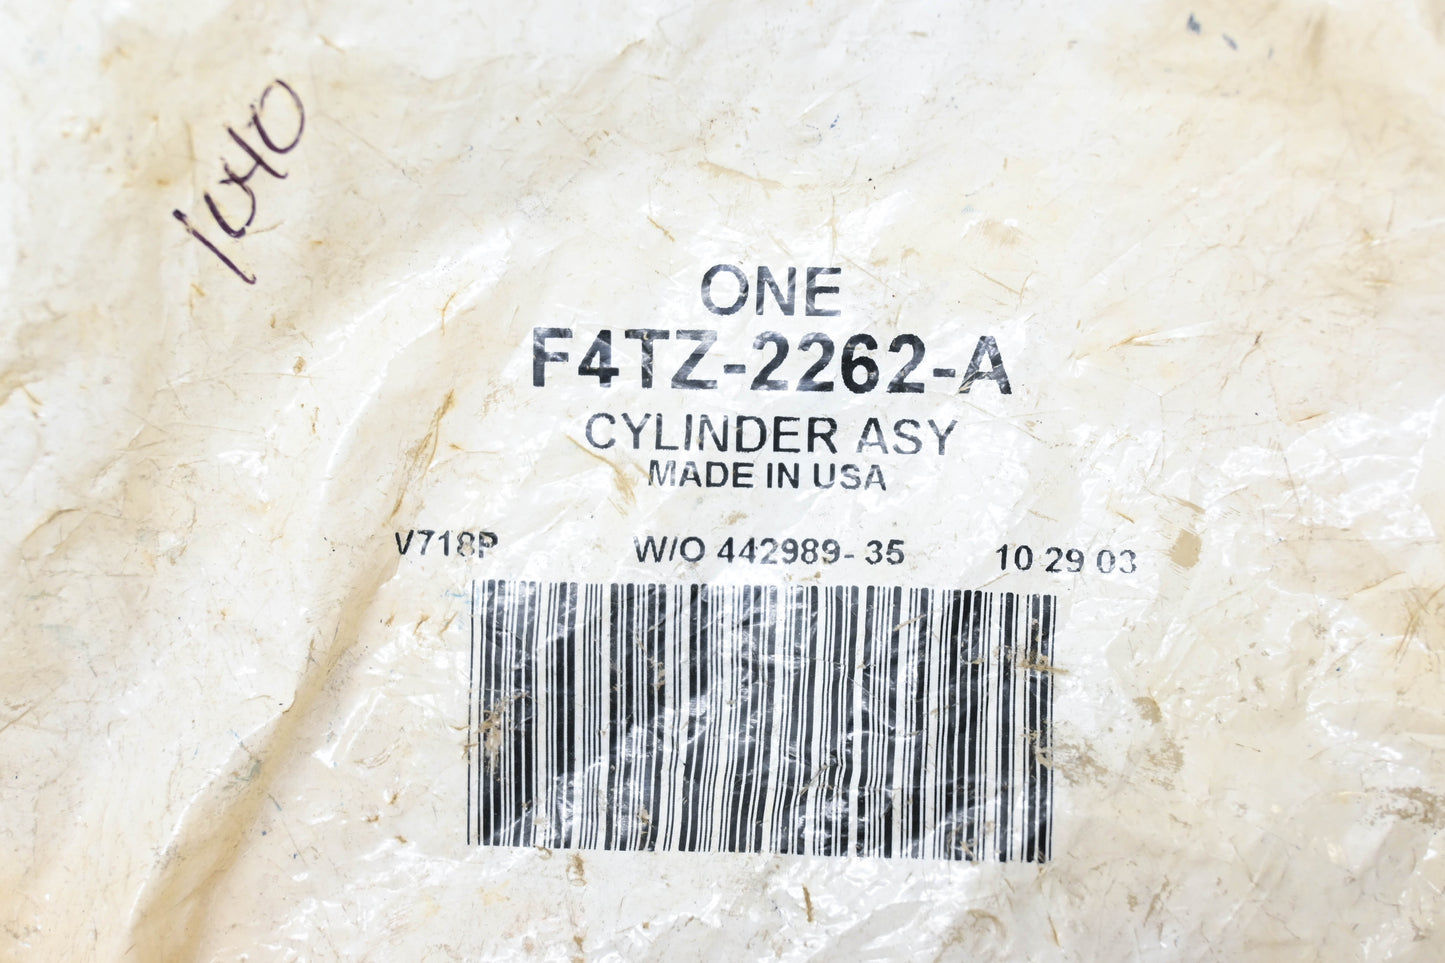 1040
ONE
F4TZ-2262-A
CYLINDER ASY
MADE IN USA
V718P W/O 442989-35 10 29 03